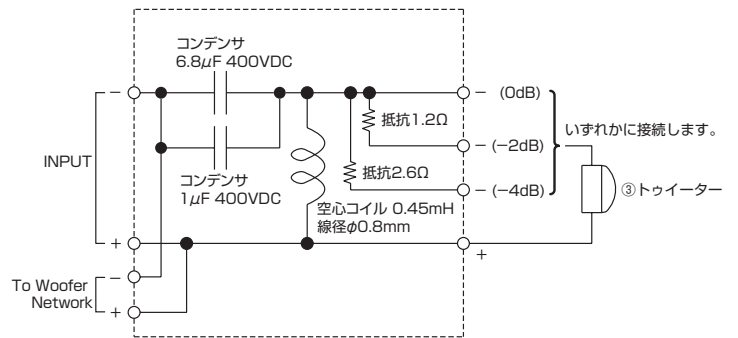 コンデンサ
6.8μF 400VDC
− (0dB)
抵抗1.2Ω
いずれかに接続します。
− (−2dB)
INPUT
コンデンサ
1μF 400VDC
抵抗2.6Ω
− (−4dB)
③トゥイーター
空心コイル 0.45mH
線径φ0.8mm
−
+
+
To Woofer
Network
−
+